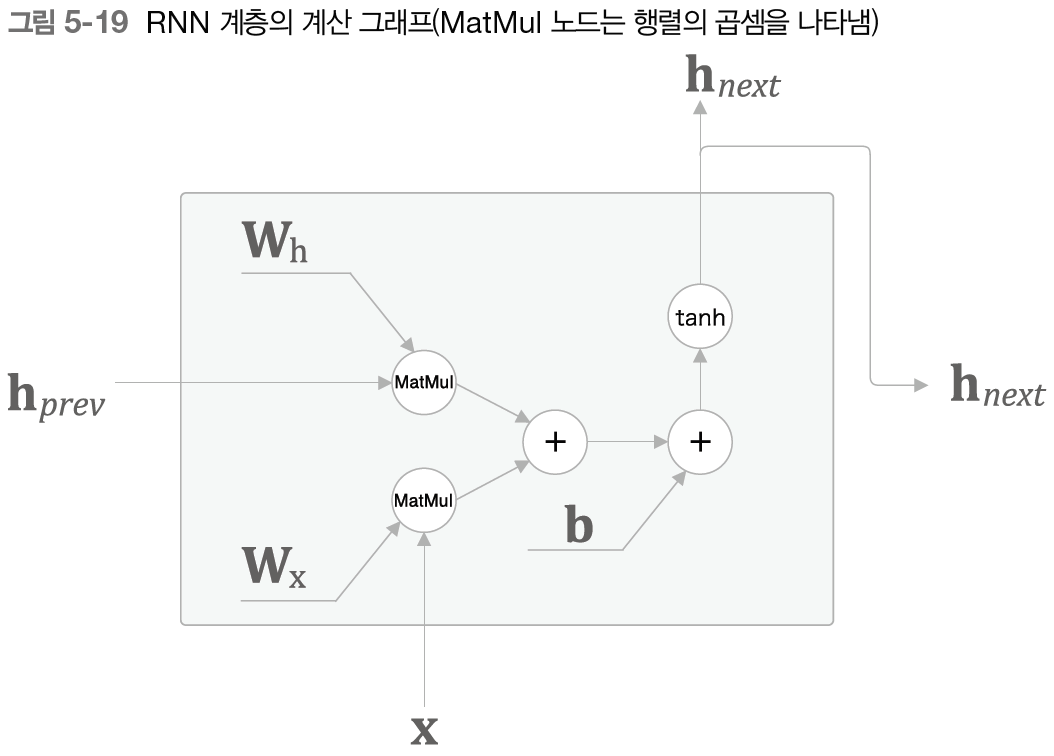 그림 5-19 RNN 계층의 계산 그래프(MatMul 노드는 행렬의 곱셈을 나타냄)
h_next
W_h
tanh
h_prev
MatMul
h_next
+
+
MatMul
b
W_x
x